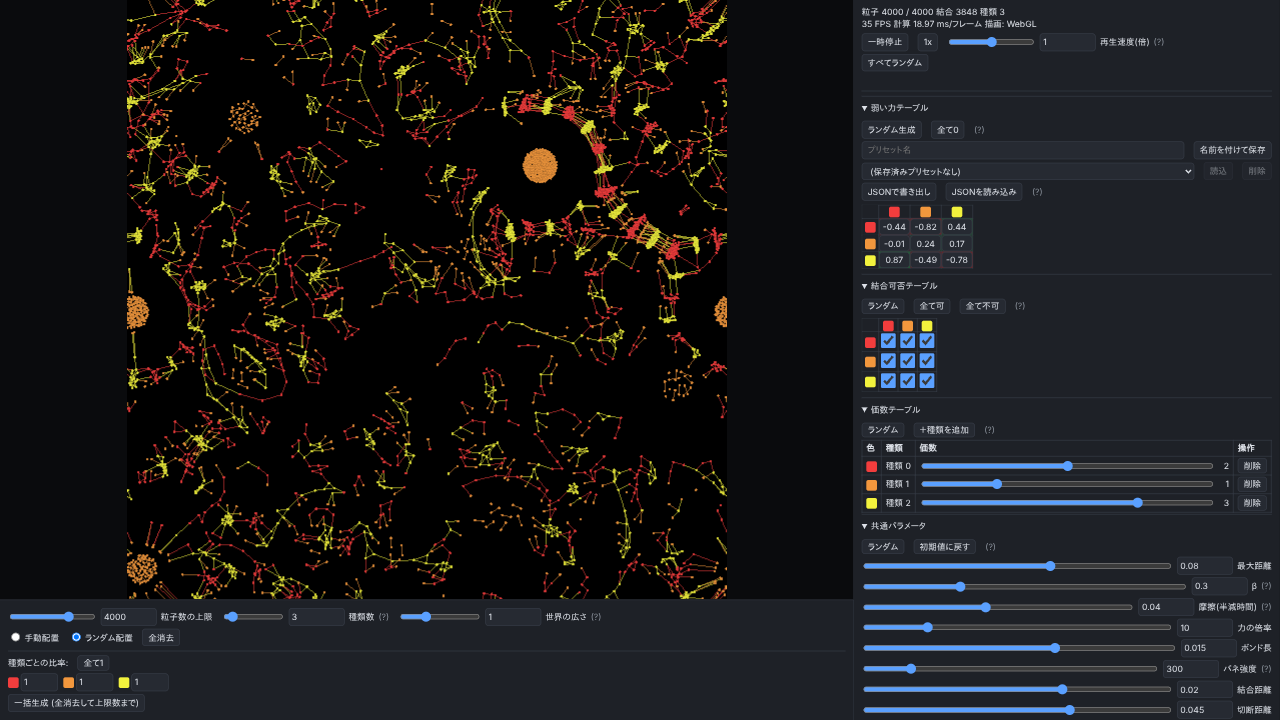 粒子 4000 / 4000 結合 3848 種類 3
35 FPS 計算 18.97 ms/フレーム 描画: WebGL
一時停止 1x 1 再生速度(倍) (?)
すべてランダム
▼ 弱い力テーブル
ランダム生成 全て0 (?)
プリセット名 名前を付けて保存
(保存済みプリセットなし) 読込 削除
JSONで書き出し JSONを読み込み (?)
-0.44 -0.82 0.44
-0.01 0.24 0.17
0.87 -0.49 -0.78
▼ 結合可否テーブル
ランダム 全て可 全て不可 (?)
▼ 価数テーブル
ランダム ＋種類を追加 (?)
色 種類 価数 操作
種類 0 2 削除
種類 1 1 削除
種類 2 3 削除
▼ 共通パラメータ
ランダム 初期値に戻す (?)
0.08 最大距離
0.3 β (?)
0.04 摩擦(半減時間) (?)
10 力の倍率
0.015 ボンド長
300 バネ強度 (?)
0.02 結合距離
0.045 切断距離
4000 粒子数の上限 3 種類数 (?) 1 世界の広さ (?)
手動配置 ランダム配置 全消去
種類ごとの比率: 全て1
1 1 1
一括生成 (全消去して上限数まで)